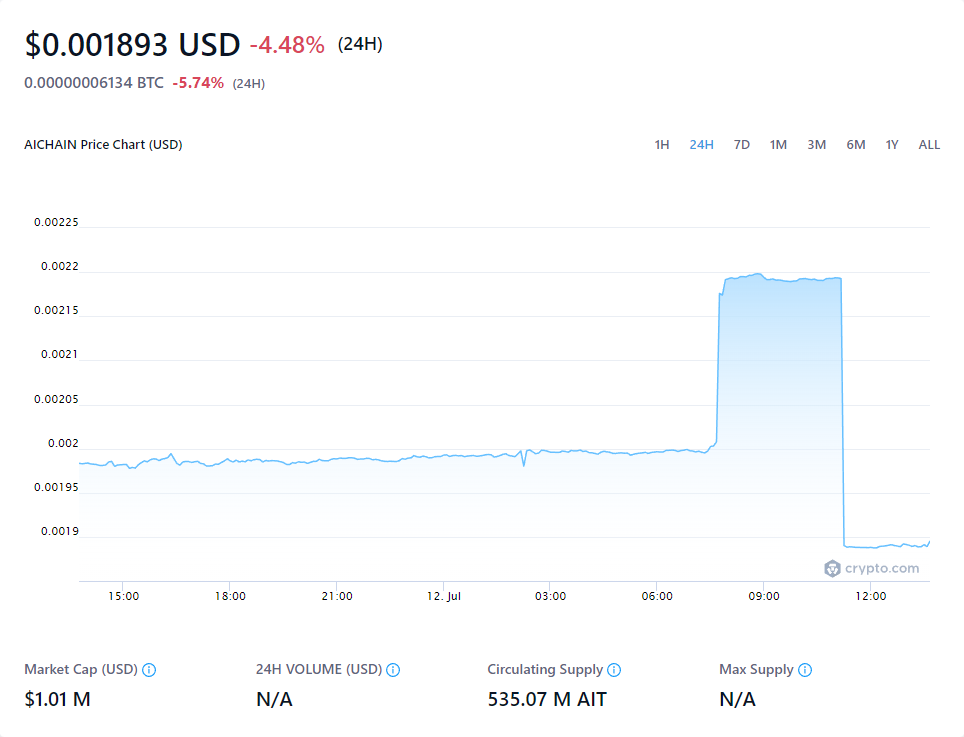 $0.001893 USD -4.48% (24H)
0.00000006134 BTC -5.74% (24H)
AICHAIN Price Chart (USD) 1H 24H 7D 1M 3M 6M 1Y ALL
0.00225
0.0022
0.00215
0.0021
0.00205
0.002
0.00195
0.0019
crypto.com
15:00 18:00 21:00 12. Jul 03:00 06:00 09:00 12:00
Market Cap (USD) 24H VOLUME (USD) Circulating Supply Max Supply
$1.01 M N/A 535.07 M AIT N/A